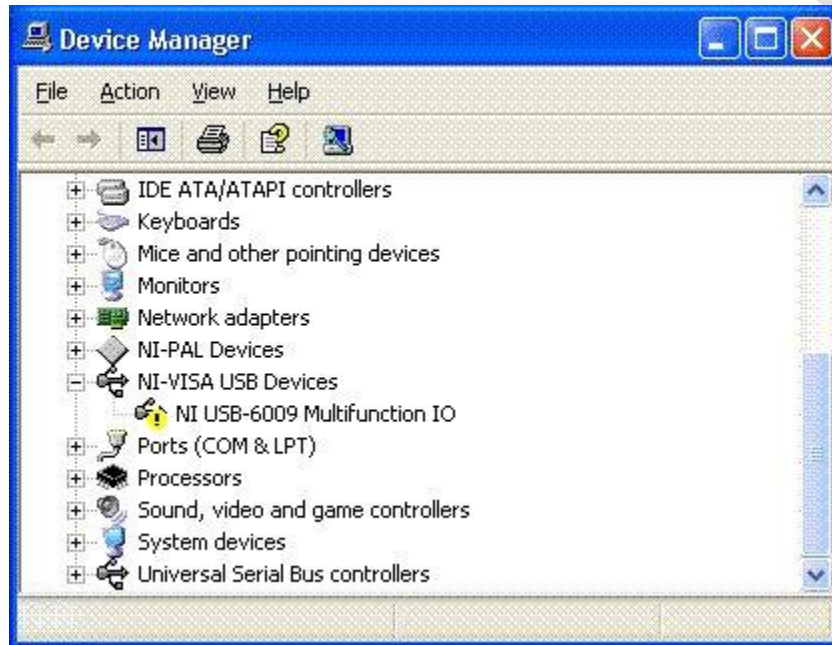 Device Manager
File Action View Help
IDE ATA/ATAPI controllers
Keyboards
Mice and other pointing devices
Monitors
Network adapters
NI-PAL Devices
NI-VISA USB Devices
NI USB-6009 Multifunction IO
Ports (COM & LPT)
Processors
Sound, video and game controllers
System devices
Universal Serial Bus controllers